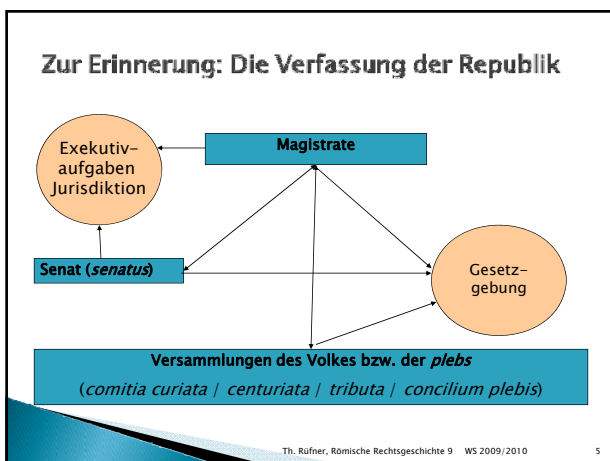 Zur Erinnerung: Die Verfassung der Republik
Exekutiv-
aufgaben
Jurisdiktion
Magistrate
Senat (senatus)
Gesetz-
gebung
Versammlungen des Volkes bzw. der plebs
(comitia curiata / centuriata / tributa / concilium plebis)
Th. Rüfner, Römische Rechtsgeschichte 9 WS 2009/2010 5